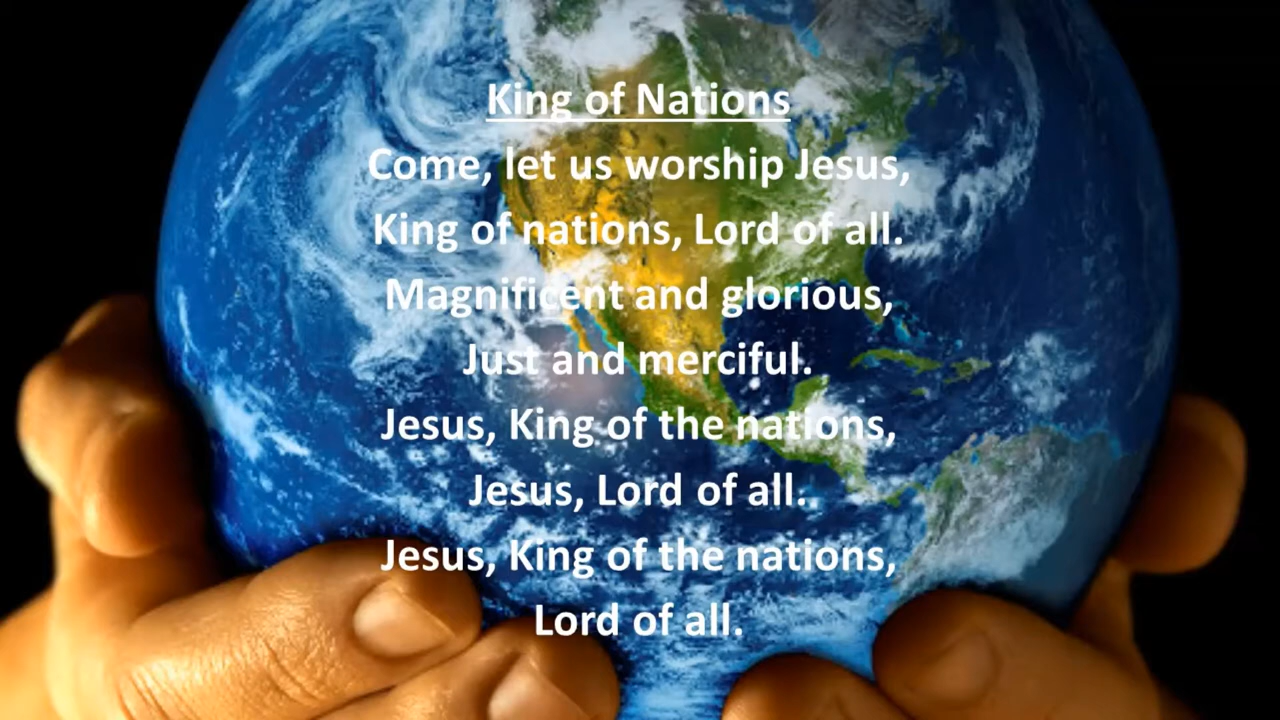 King of Nations
Come, let us worship Jesus,
King of nations, Lord of all.
Magnificent and glorious,
Just and merciful.
Jesus, King of the nations,
Jesus, Lord of all.
Jesus, King of the nations,
Lord of all.